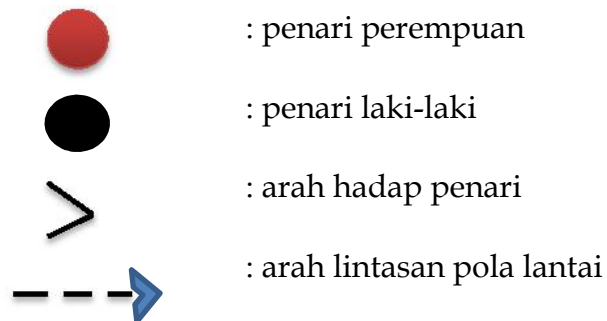 : penari perempuan
: penari laki-laki
: arah hadap penari
: arah lintasan pola lantai